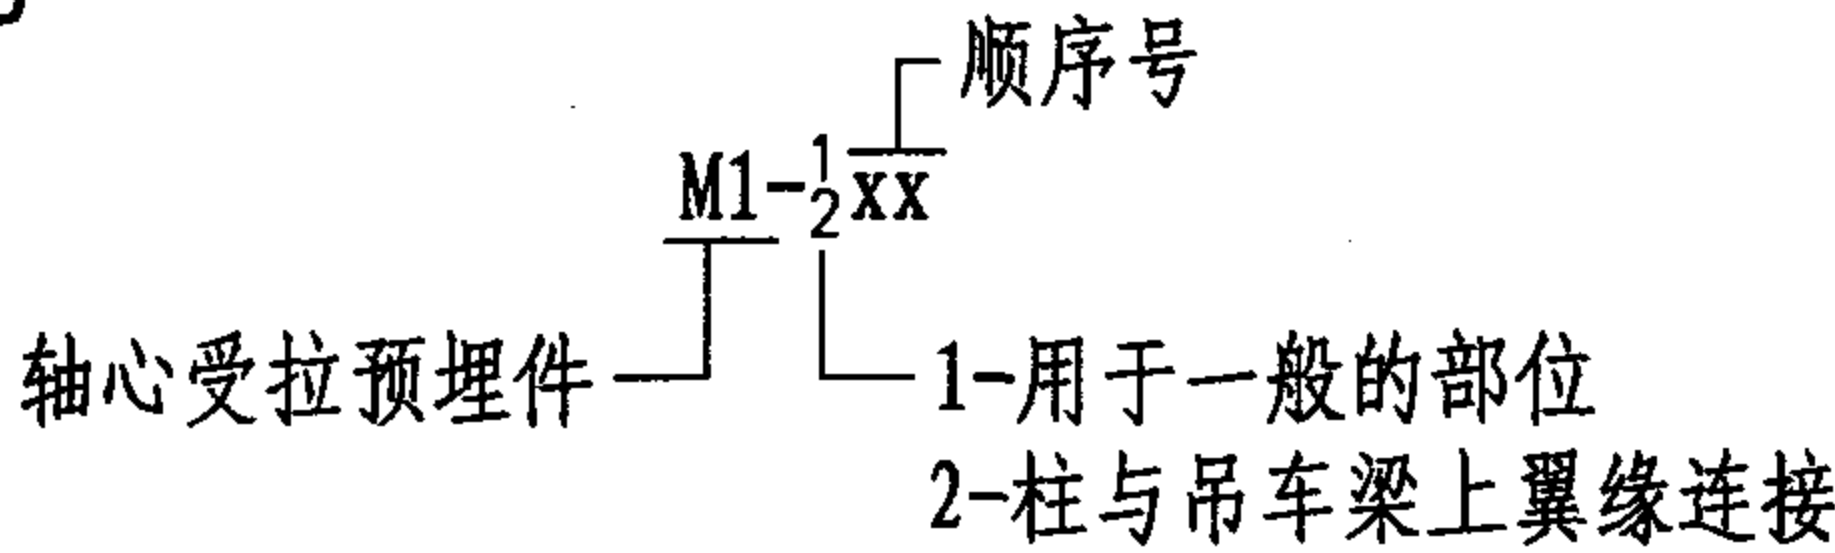 顺序号
M1-1/2xx
轴心受拉预埋件
1-用于一般的部位
2-柱与吊车梁上翼缘连接